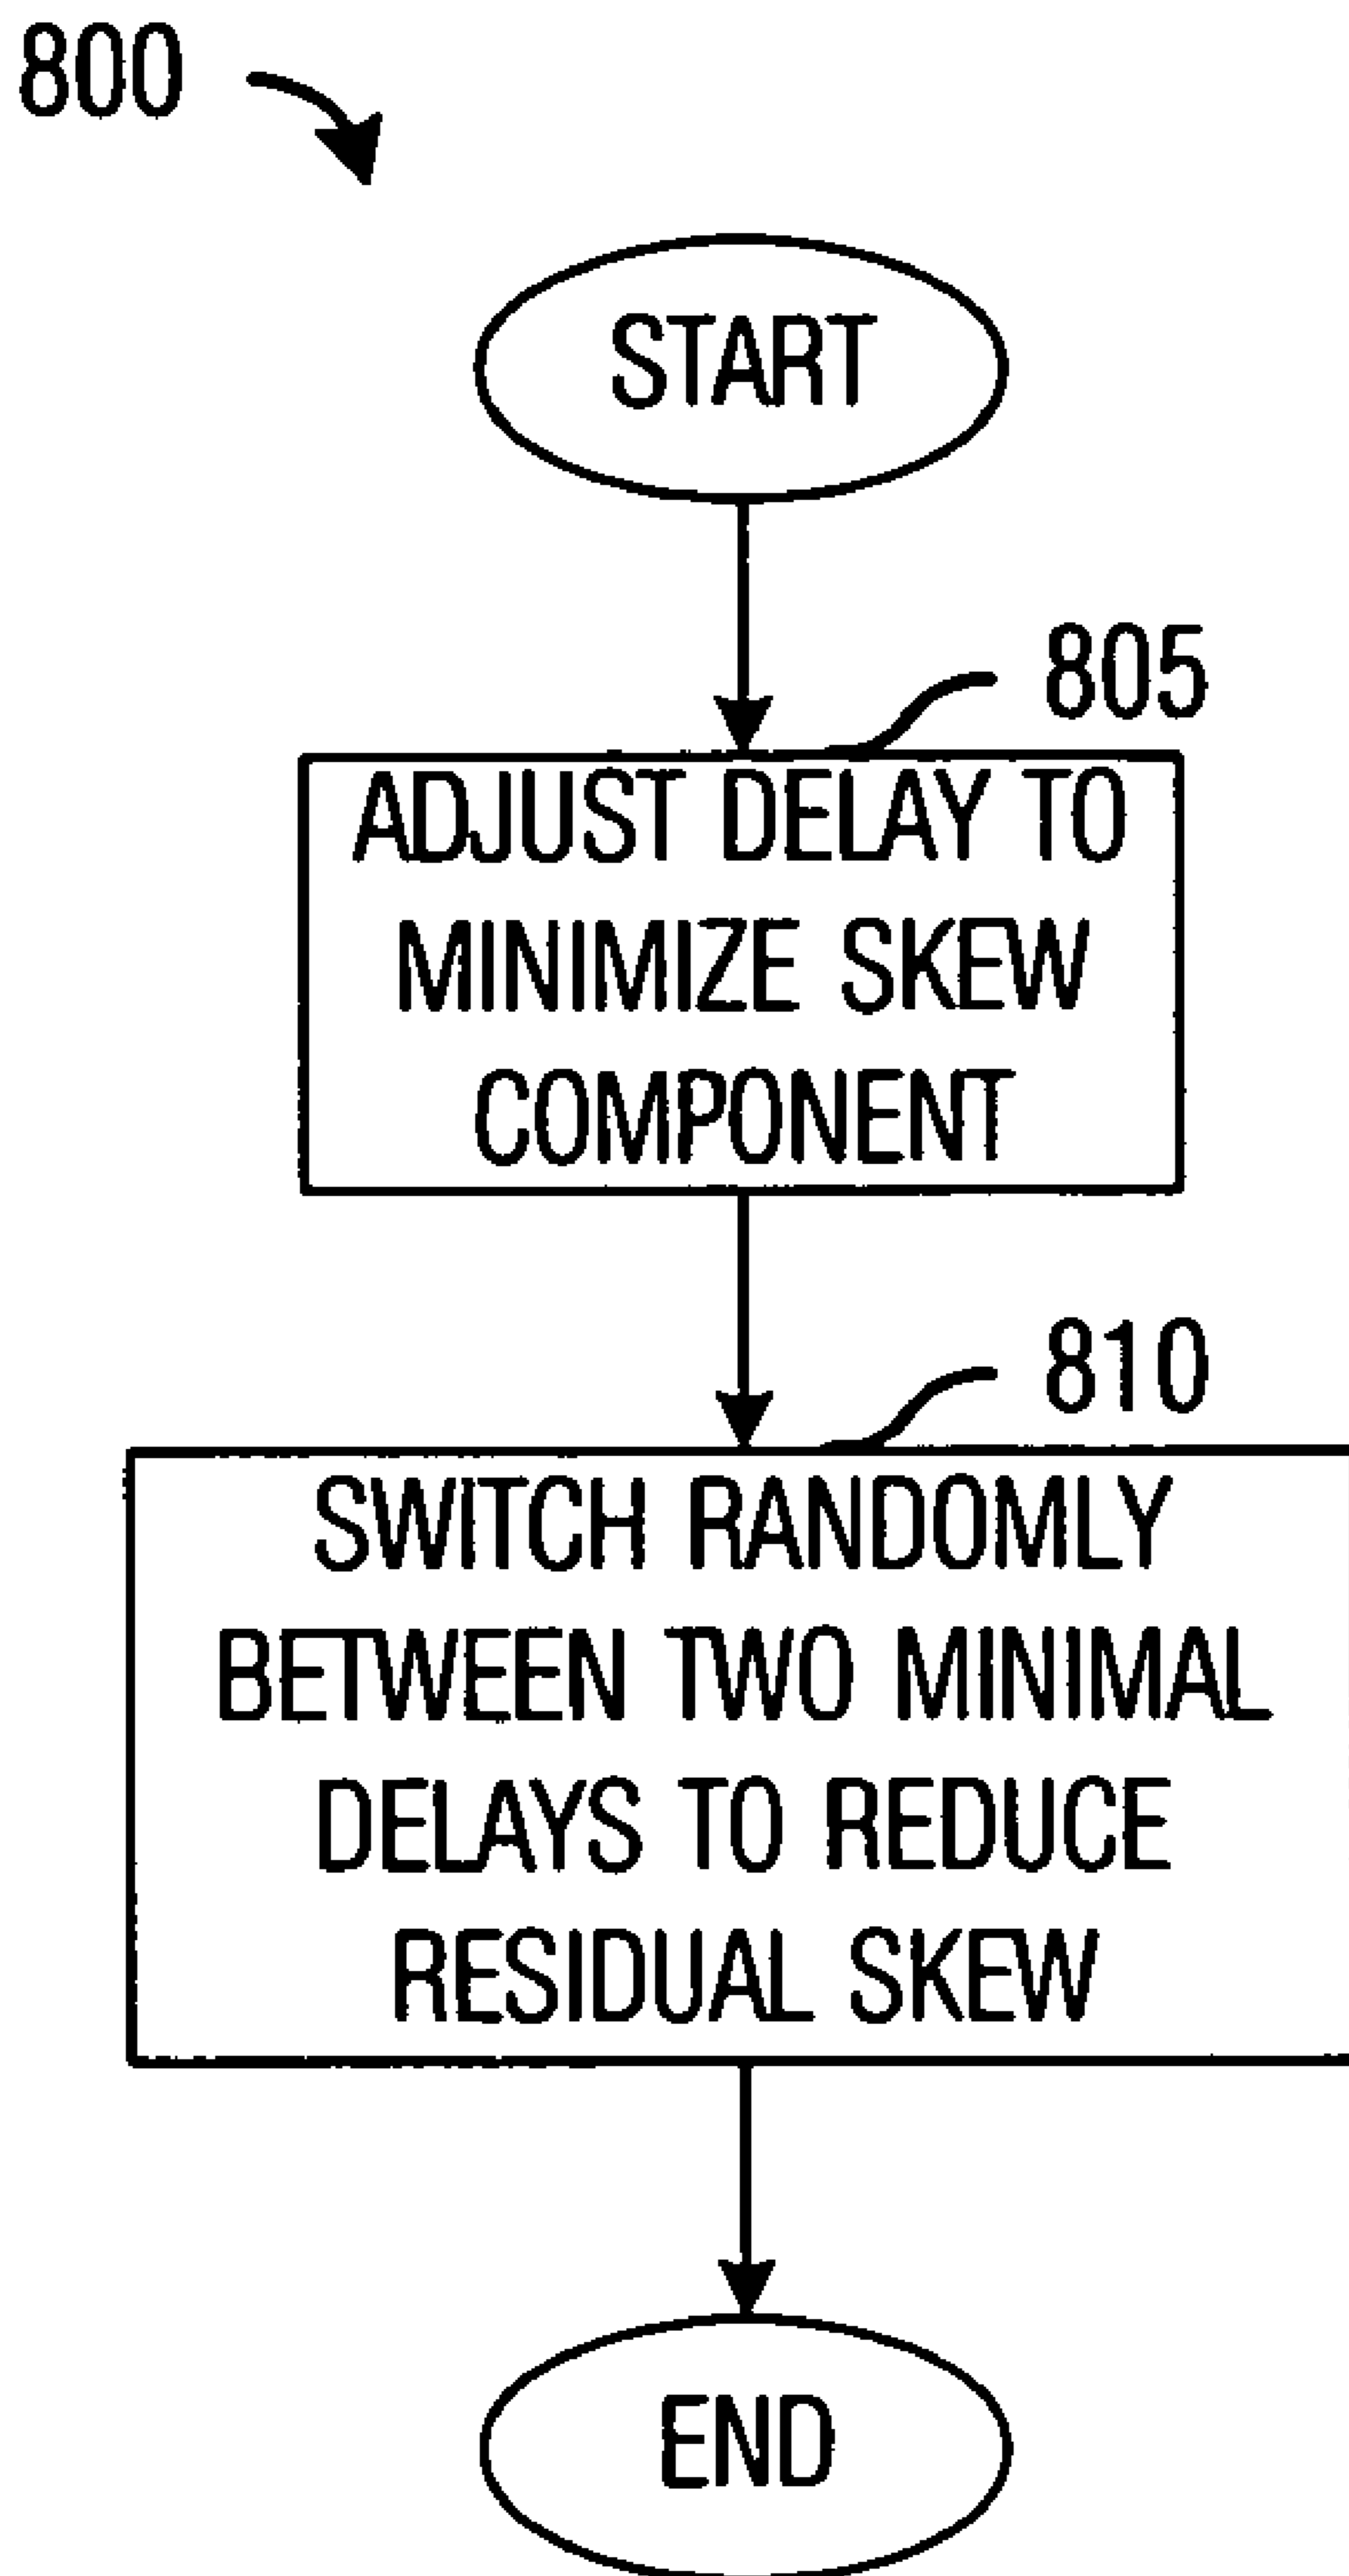 800
START
805
ADJUST DELAY TO
MINIMIZE SKEW
COMPONENT
810
SWITCH RANDOMLY
BETWEEN TWO MINIMAL
DELAYS TO REDUCE
RESIDUAL SKEW
END